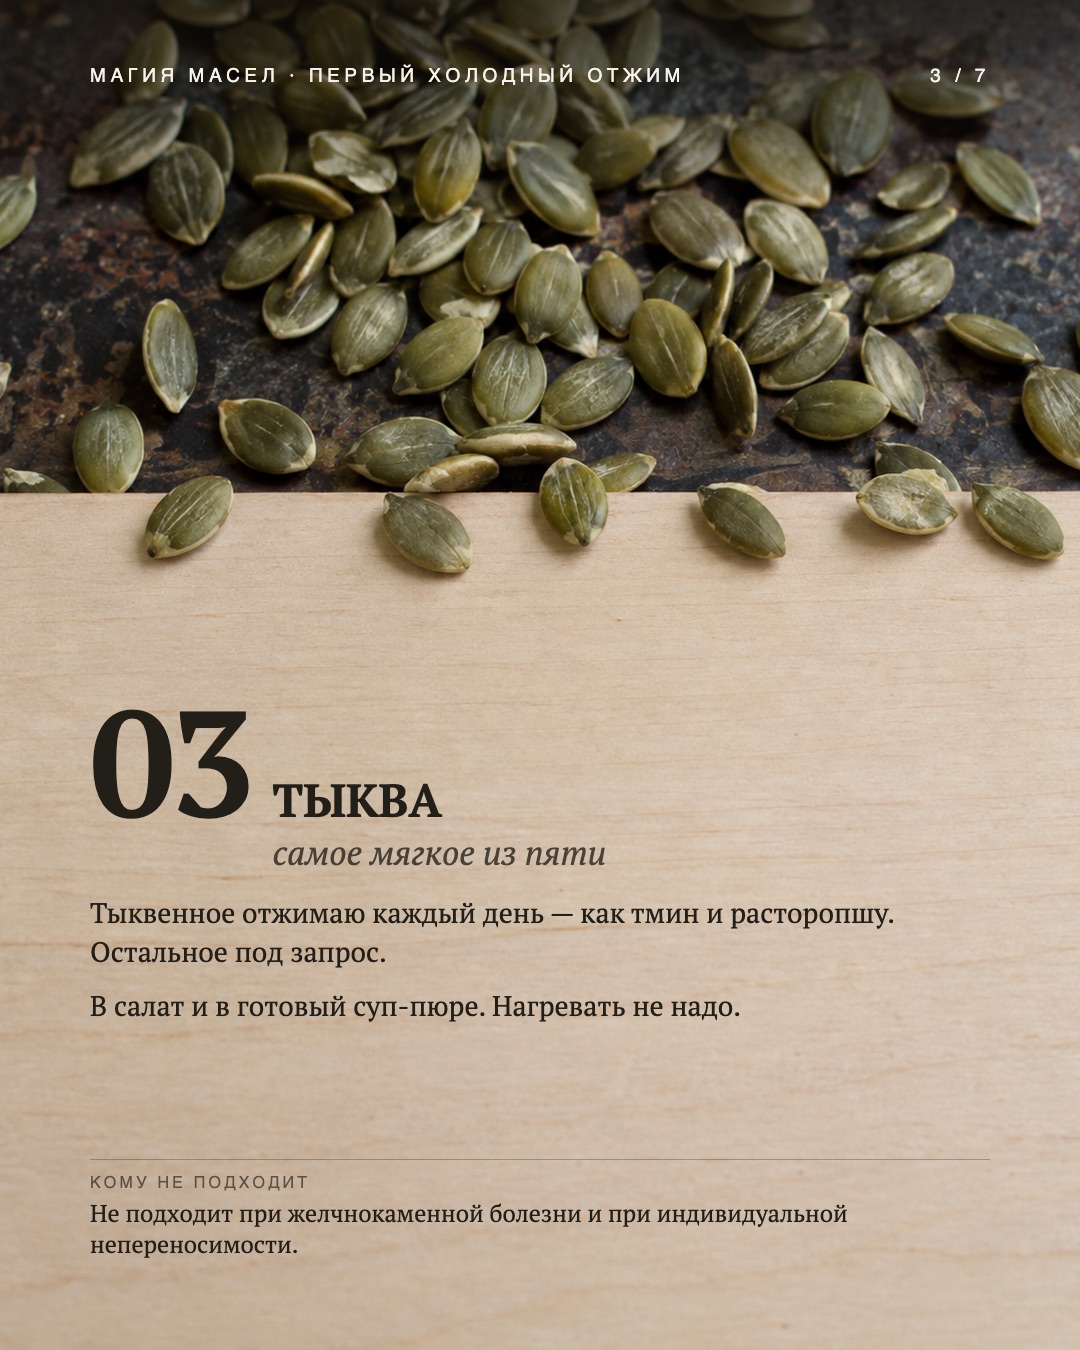 МАГИЯ МАСЕЛ · ПЕРВЫЙ ХОЛОДНЫЙ ОТЖИМ
3 / 7
03
ТЫКВА
самое мягкое из пяти
Тыквенное отжимаю каждый день — как тмин и расторопшу.
Остальное под запрос.
В салат и в готовый суп-пюре. Нагревать не надо.
КОМУ НЕ ПОДХОДИТ
Не подходит при желчнокаменной болезни и при индивидуальной
непереносимости.